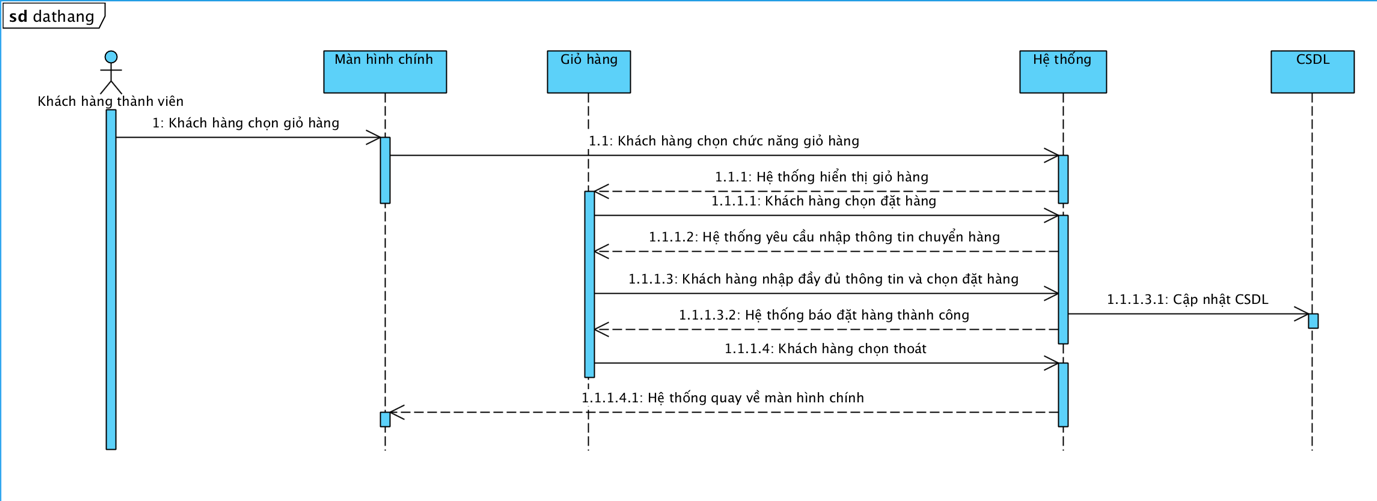 sd dathang
Màn hình chính
Giỏ hàng
Hệ thống
CSDL
Khách hàng thành viên
1: Khách hàng chọn giỏ hàng
1.1: Khách hàng chọn chức năng giỏ hàng
1.1.1: Hệ thống hiển thị giỏ hàng
1.1.1.1: Khách hàng chọn đặt hàng
1.1.1.2: Hệ thống yêu cầu nhập thông tin chuyển hàng
1.1.1.3: Khách hàng nhập đầy đủ thông tin và chọn đặt hàng
1.1.1.3.1: Cập nhật CSDL
1.1.1.3.2: Hệ thống báo đặt hàng thành công
1.1.1.4: Khách hàng chọn thoát
1.1.1.4.1: Hệ thống quay về màn hình chính